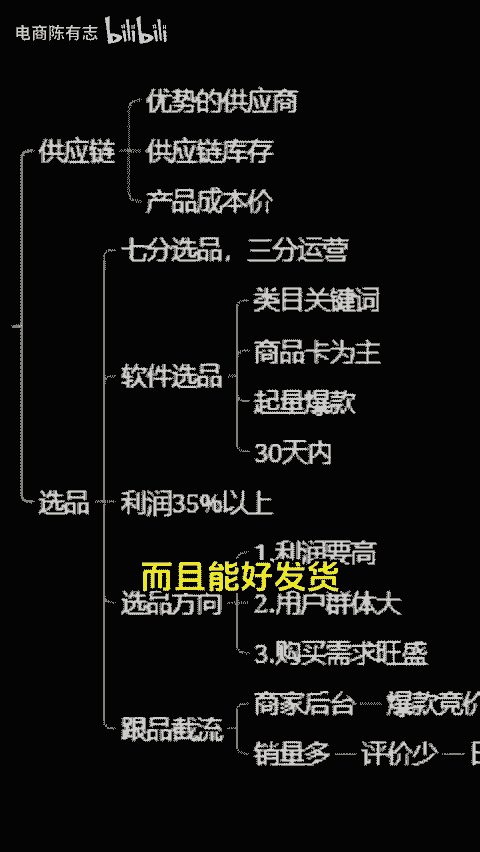 电商陈有志 bilibili
优势的供应商
供应链
供应链库存
产品成本价
七分选品，三分运营
类目关键词
商品卡为主
软件选品
起量爆款
30天内
选品
利润35%以上
1.利润要高
而且能好发货
选品方向
2.用户群体大
3.购买需求旺盛
商家后台
爆款竞价
跟品截流
销量多
评价少